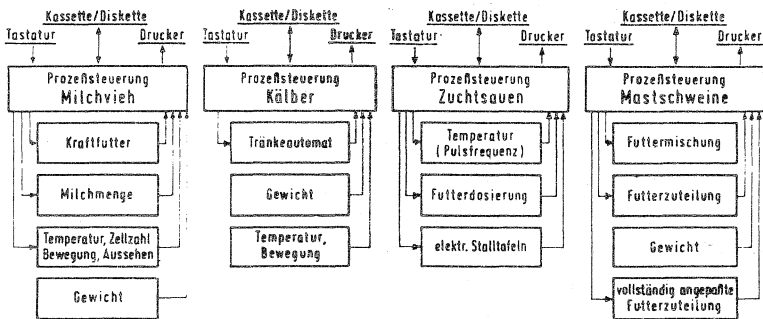 Kassette/Diskette
Tastatur
Drucker
Prozeßsteuerung
Milchvieh
Kraftfutter
Milchmenge
Temperatur, Zellzahl
Bewegung, Aussehen
Gewicht
Kassette/Diskette
Tastatur
Drucker
Prozeßsteuerung
Kälber
Tränkeautomat
Gewicht
Temperatur,
Bewegung
Kassette/Diskette
Tastatur
Drucker
Prozeßsteuerung
Zuchtsauen
Temperatur
(Pulsfrequenz)
Futterdosierung
elektr. Stalltafeln
Kassette/Diskette
Tastatur
Drucker
Prozeßsteuerung
Mastschweine
Futtermischung
Futterzuteilung
Gewicht
vollständig angepaßte
Futterzuteilung